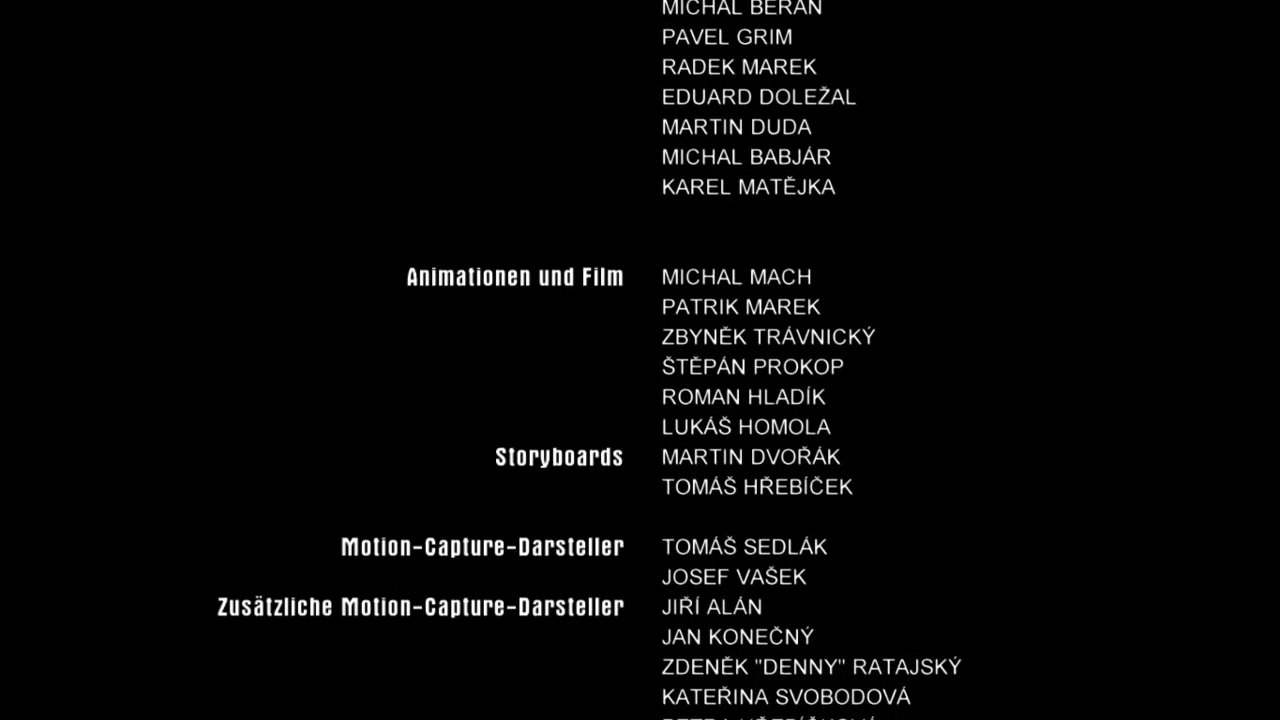 MICHAL BERAN
PAVEL GRIM
RADEK MAREK
EDUARD DOLEŽAL
MARTIN DUDA
MICHAL BABJÁR
KAREL MATĚJKA
Animationen und Film MICHAL MACH
PATRIK MAREK
ZBYNĚK TRÁVNICKÝ
ŠTĚPÁN PROKOP
ROMAN HLADÍK
LUKÁŠ HOMOLA
Storyboards MARTIN DVOŘÁK
TOMÁŠ HŘEBÍČEK
Motion-Capture-Darsteller TOMÁŠ SEDLÁK
JOSEF VAŠEK
Zusätzliche Motion-Capture-Darsteller JIŘÍ ALÁN
JAN KONEČNÝ
ZDENĚK "DENNY" RATAJSKÝ
KATEŘINA SVOBODOVÁ